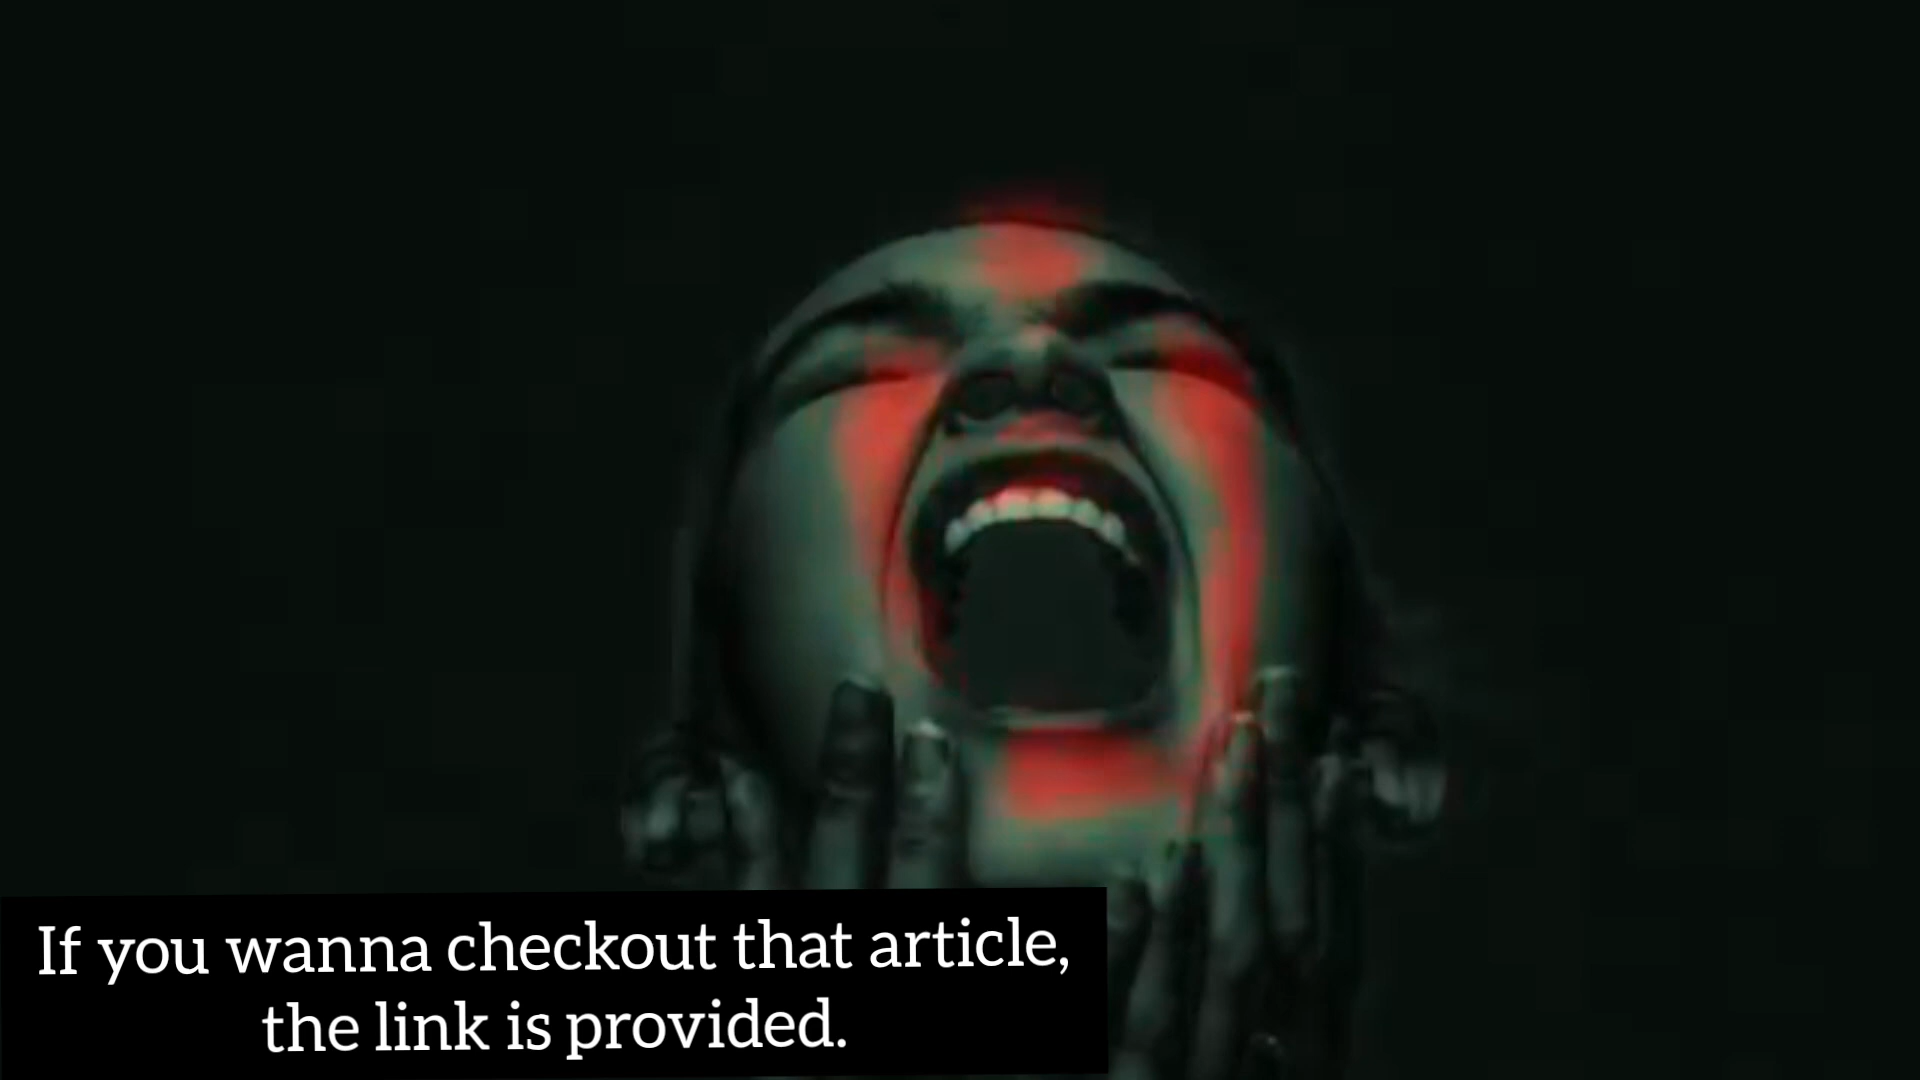 If you wanna checkout that article,
the link is provided.